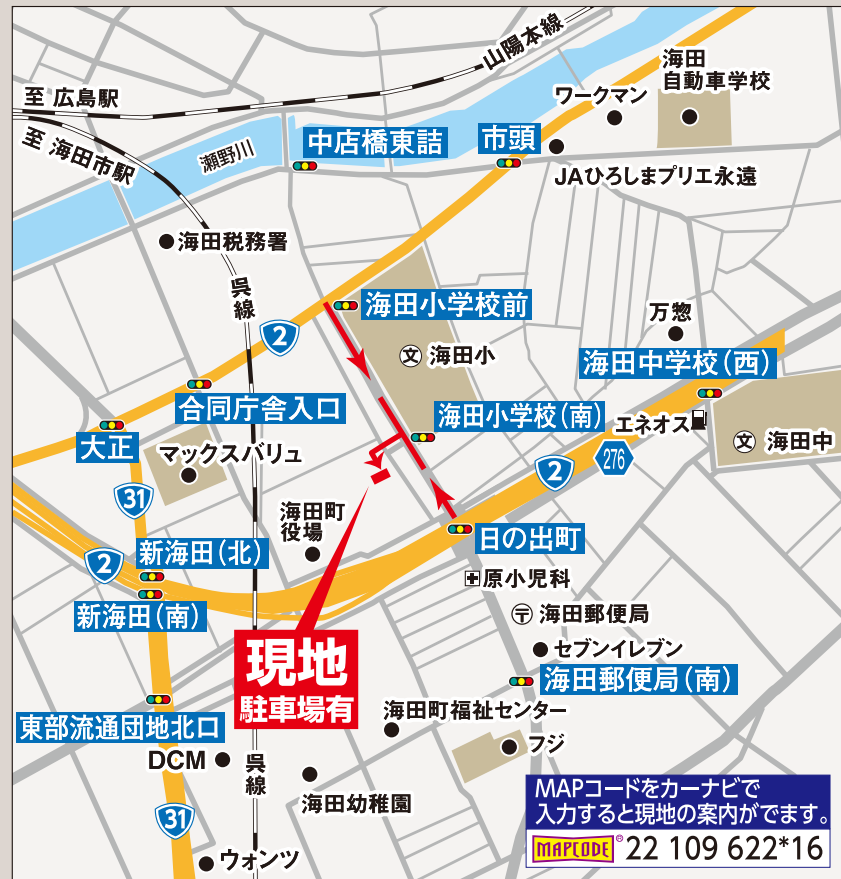 山陽本線
海田
自動車学校
至 広島駅
ワークマン
至 海田市駅
瀬野川
中店橋東詰
市頭
JAひろしまプリエ永遠
海田税務署
呉線
海田小学校前
万惣
2
文 海田小
海田中学校(西)
合同庁舎入口
海田小学校(南)
エネオス
大正
文 海田中
マックスバリュ
276
2
31
海田町
役場
日の出町
新海田(北)
2
原小児科
新海田(南)
〒 海田郵便局
現地
駐車場有
セブンイレブン
海田郵便局(南)
東部流通団地北口
海田町福祉センター
フジ
DCM
呉線
海田幼稚園
31
ウォンツ
MAPコードをカーナビで
入力すると現地の案内がでます。
MAPCODE® 22 109 622*16